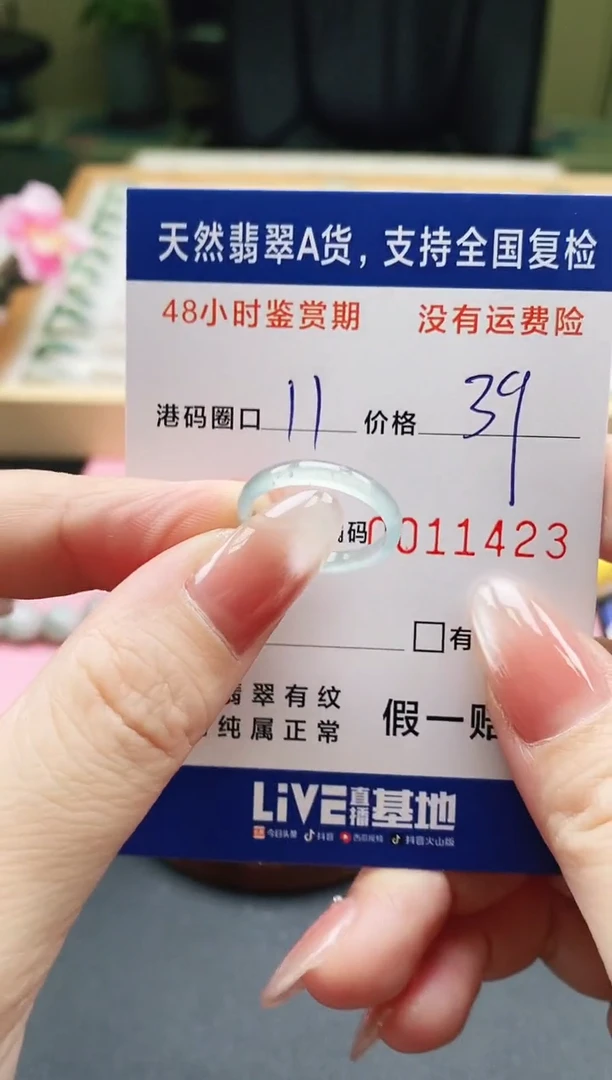 天然翡翠A货，支持全国复检
48小时鉴赏期 没有运费险
港码圈口 11 价格 39
码 0011423
有
翡翠有纹
纯属正常
假一赔
LiVE直播基地
今日头条 抖音 西瓜视频 抖音火山版